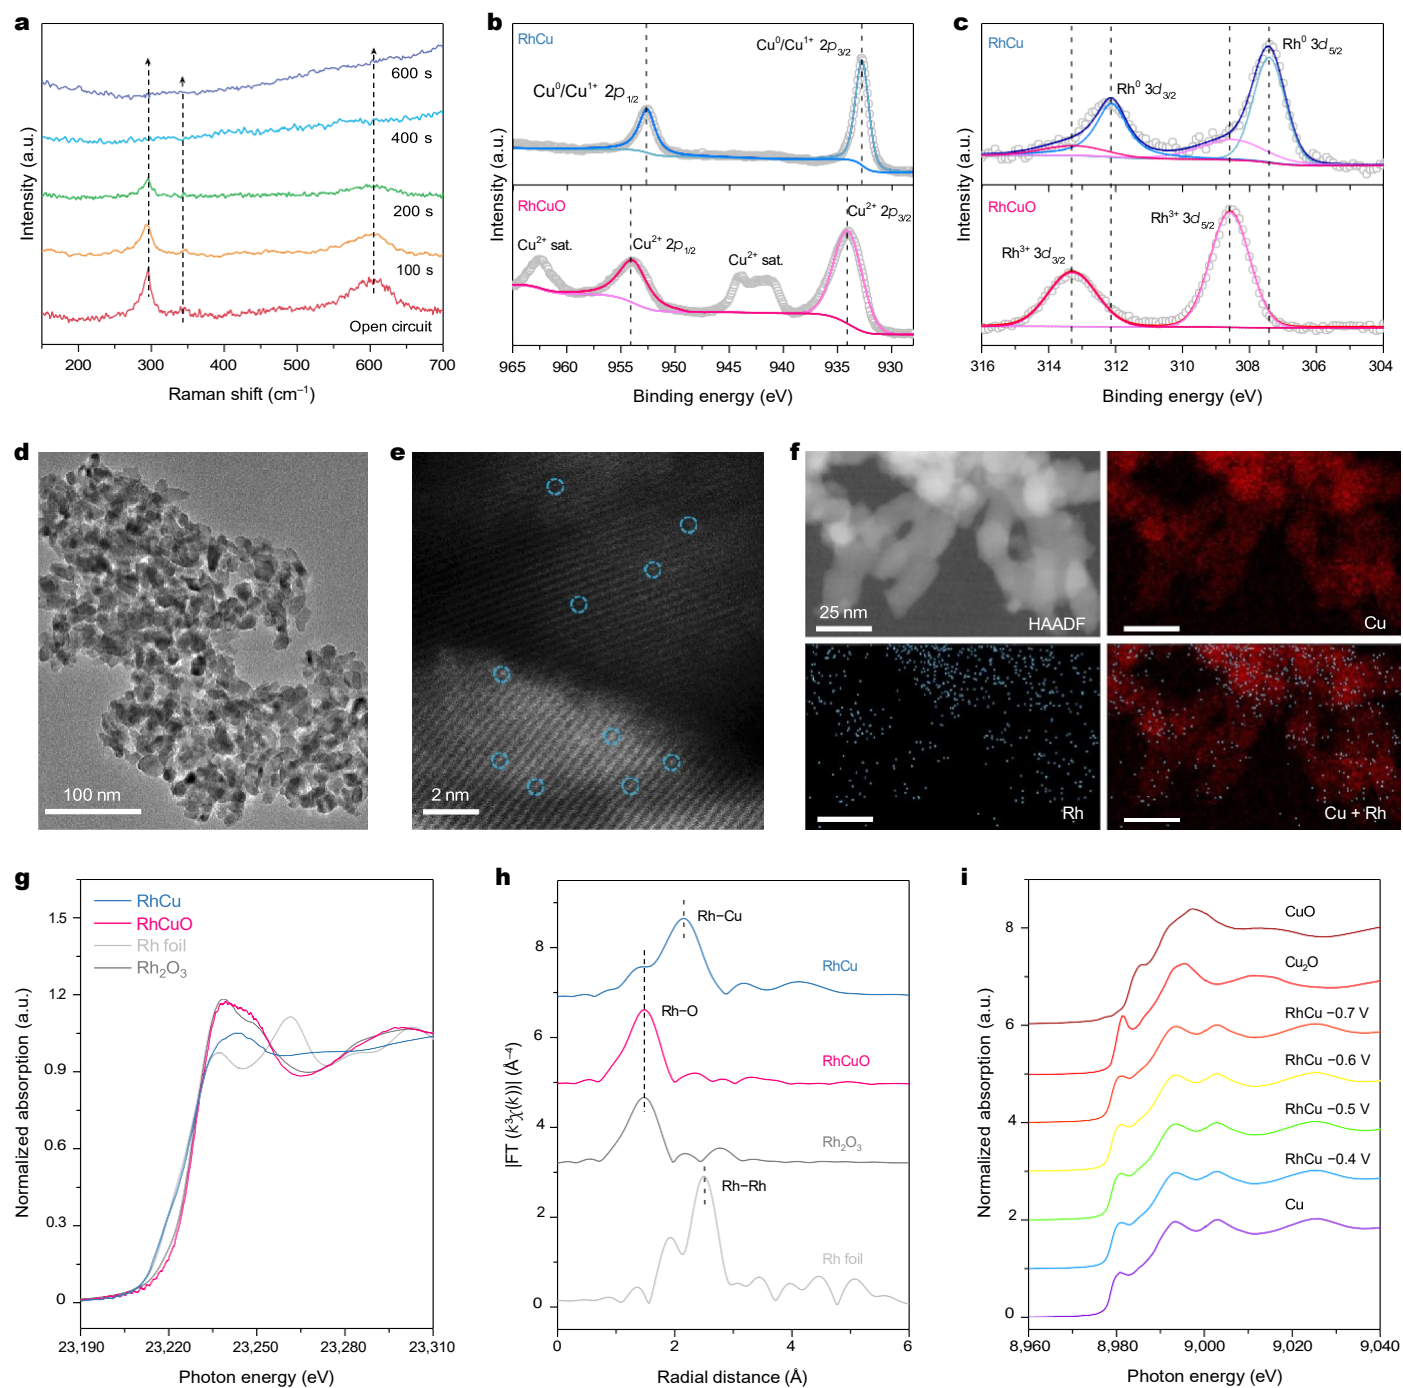 a
600 s
400 s
200 s
100 s
Open circuit
Intensity (a.u.)
200 300 400 500 600 700
Raman shift (cm⁻¹)
b
RhCu
Cu⁰/Cu¹⁺ 2p₃/₂
Cu⁰/Cu¹⁺ 2p₁/₂
RhCuO
Cu²⁺ 2p₃/₂
Cu²⁺ sat.
Cu²⁺ 2p₁/₂
Cu²⁺ sat.
Intensity (a.u.)
965 960 955 950 945 940 935 930
Binding energy (eV)
c
RhCu
Rh⁰ 3d₅/₂
Rh⁰ 3d₃/₂
RhCuO
Rh³⁺ 3d₅/₂
Rh³⁺ 3d₃/₂
Intensity (a.u.)
316 314 312 310 308 306 304
Binding energy (eV)
d
100 nm
e
2 nm
f
25 nm
HAADF
Cu
Rh
Cu + Rh
g
RhCu
RhCuO
Rh foil
Rh₂O₃
Normalized absorption (a.u.)
1.5
1.2
0.9
0.6
0.3
0
23,190 23,220 23,250 23,280 23,310
Photon energy (eV)
h
Rh–Cu
RhCu
Rh–O
RhCuO
Rh₂O₃
Rh–Rh
Rh foil
|FT (k³χ(k))| (Å⁻⁴)
8
6
4
2
0
0 2 4 6
Radial distance (Å)
i
CuO
Cu₂O
RhCu −0.7 V
RhCu −0.6 V
RhCu −0.5 V
RhCu −0.4 V
Cu
Normalized absorption (a.u.)
8
6
4
2
0
8,960 8,980 9,000 9,020 9,040
Photon energy (eV)